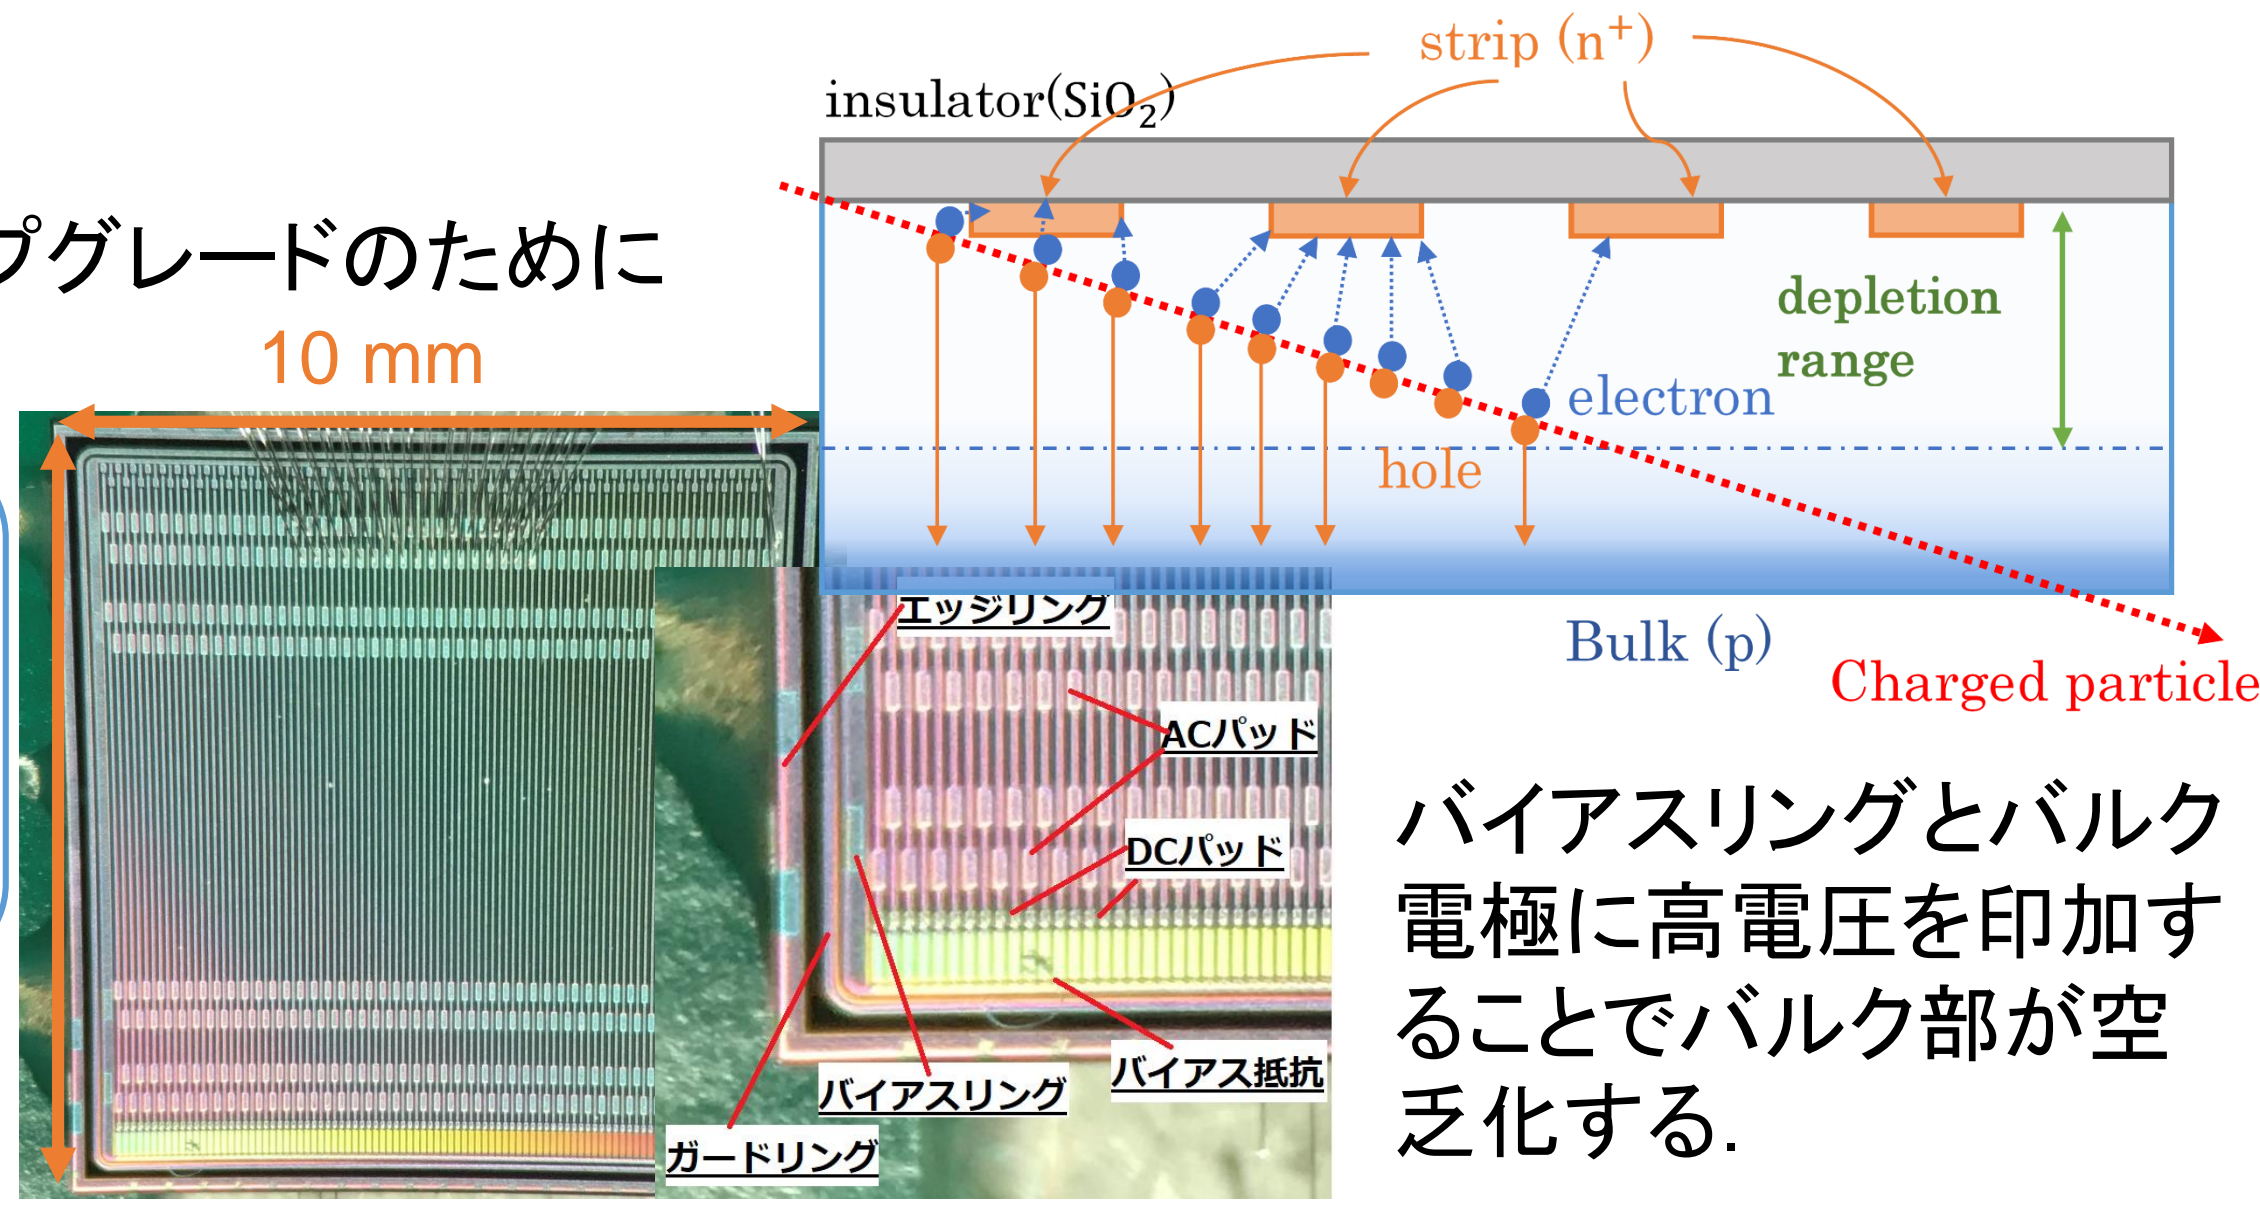 strip (n⁺)
insulator(SiO₂)
プグレードのために
10 mm
depletion
range
electron
hole
エッジリング
Bulk (p)
Charged particle
ACパッド
DCパッド
バイアス抵抗
バイアスリング
ガードリング
バイアスリングとバルク
電極に高電圧を印加す
ることでバルク部が空
乏化する.